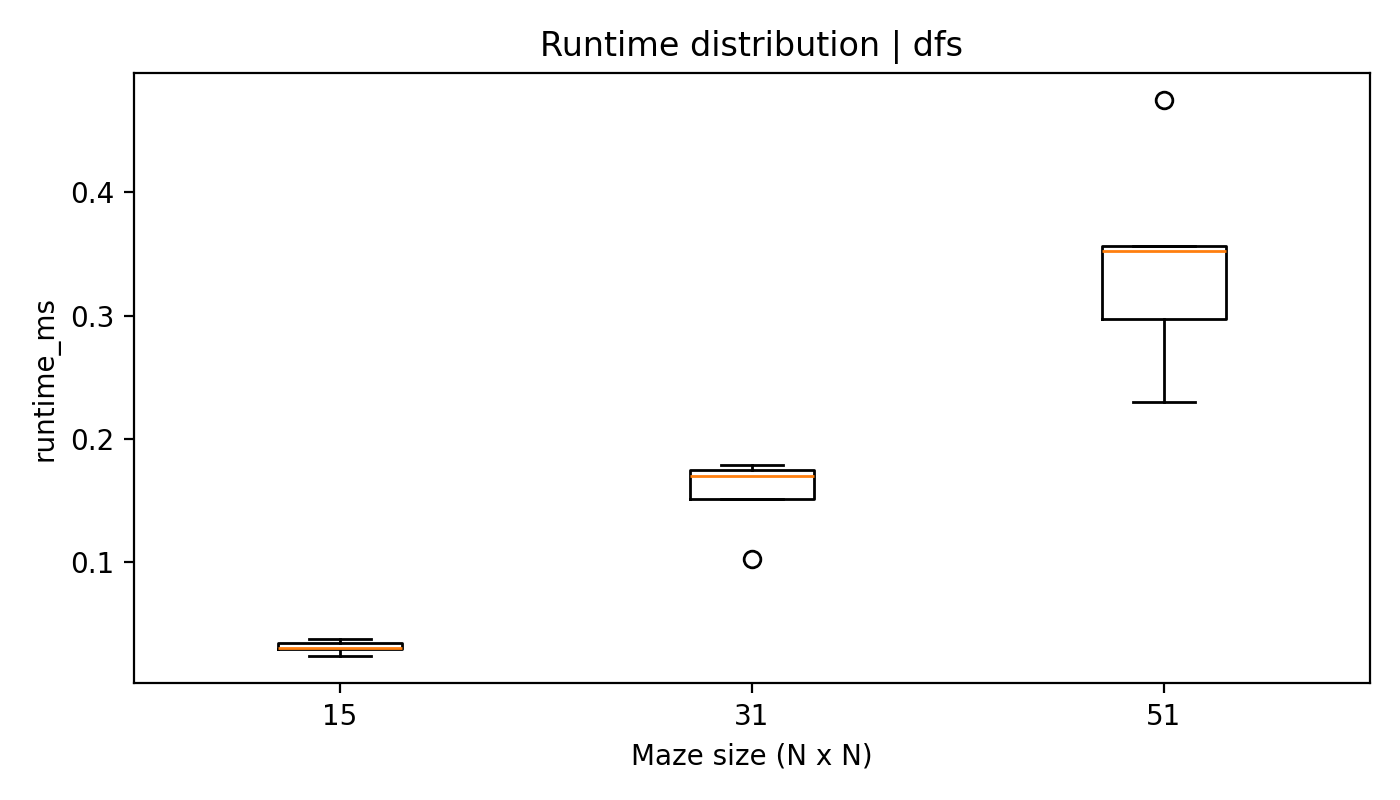 Runtime distribution | dfs
runtime_ms
0.4
0.3
0.2
0.1
15 31 51
Maze size (N x N)